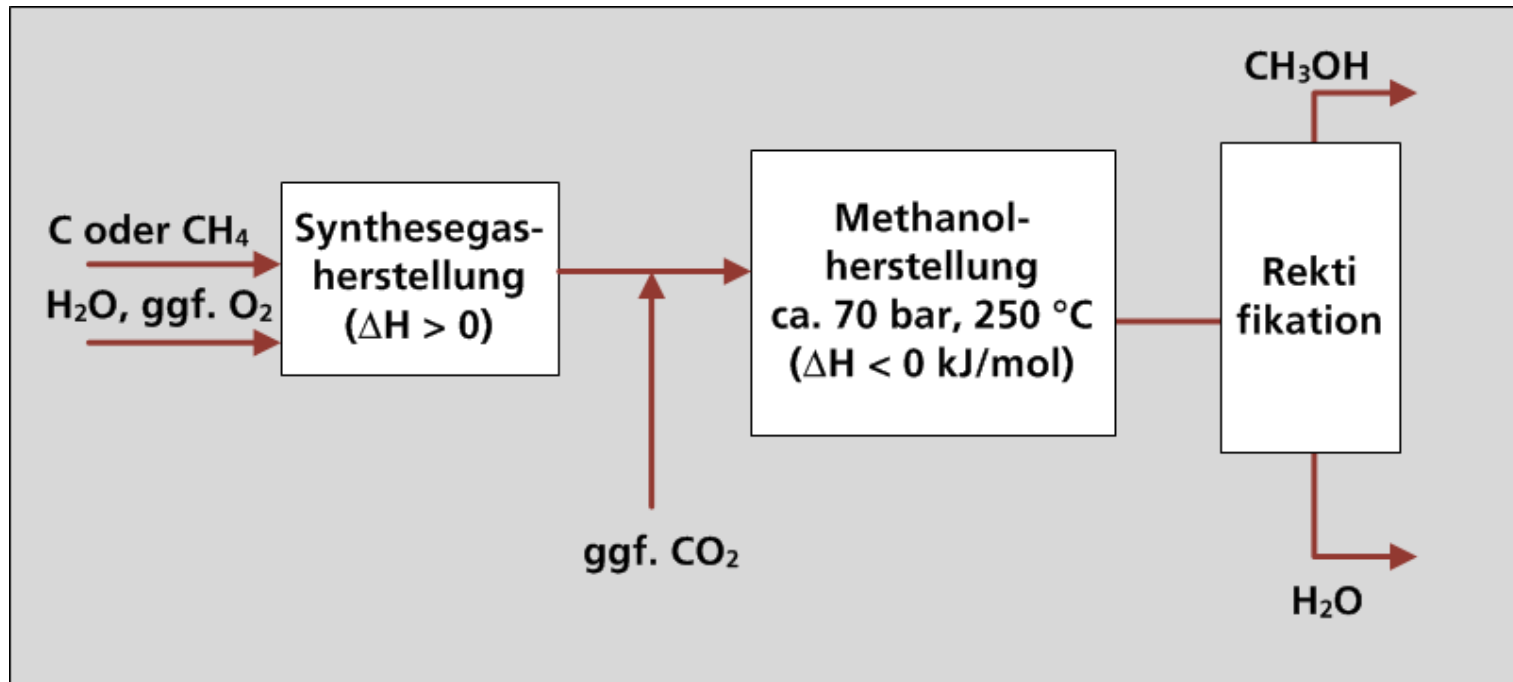 CH₃OH
C oder CH₄
H₂O, ggf. O₂
Synthesegas-
herstellung
(ΔH > 0)
ggf. CO₂
Methanol-
herstellung
ca. 70 bar, 250 °C
(ΔH < 0 kJ/mol)
Rekti
fikation
H₂O